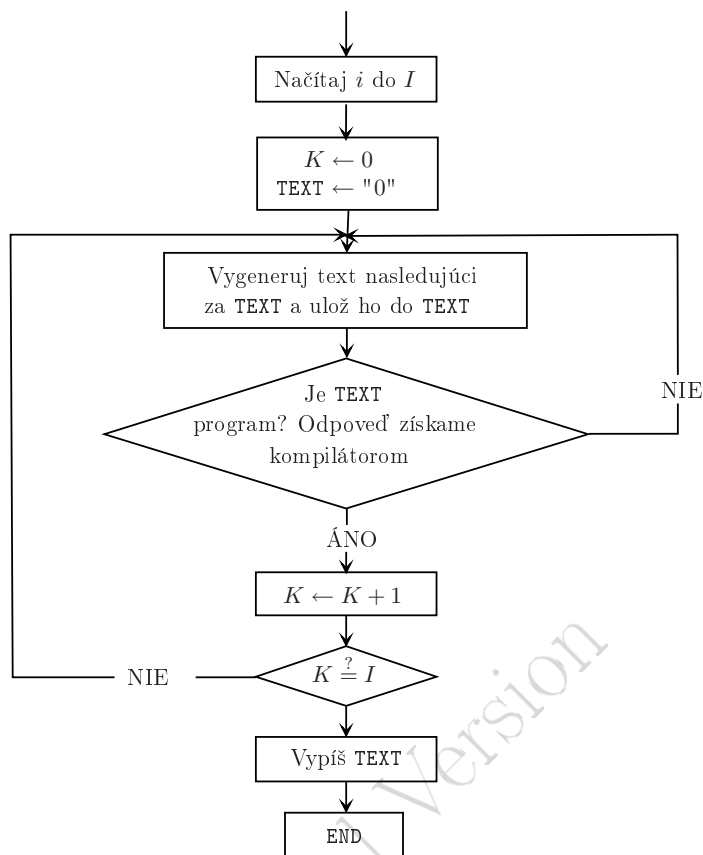 Načítaj i do I
K ← 0
TEXT ← "0"
Vygeneruj text nasledujúci
za TEXT a ulož ho do TEXT
Je TEXT
program? Odpoveď získame
kompilátorom
NIE
ÁNO
K ← K + 1
K ≟ I
NIE
Vypíš TEXT
END
Version